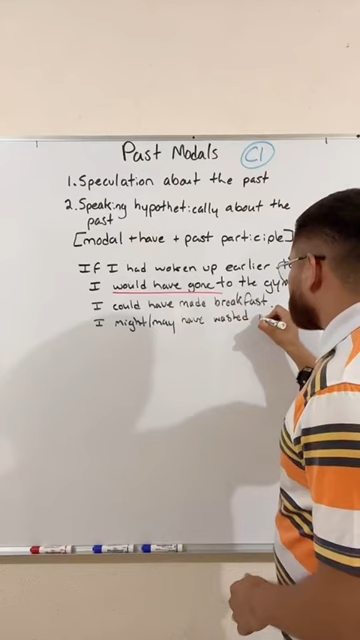 Past Modals C1
1. Speculation about the past
2. Speaking hypothetically about the
past
[modal + have + past participle]
If I had woken up earlier
I would have gone to the gym
I could have made breakfast.
I might/may have wasted